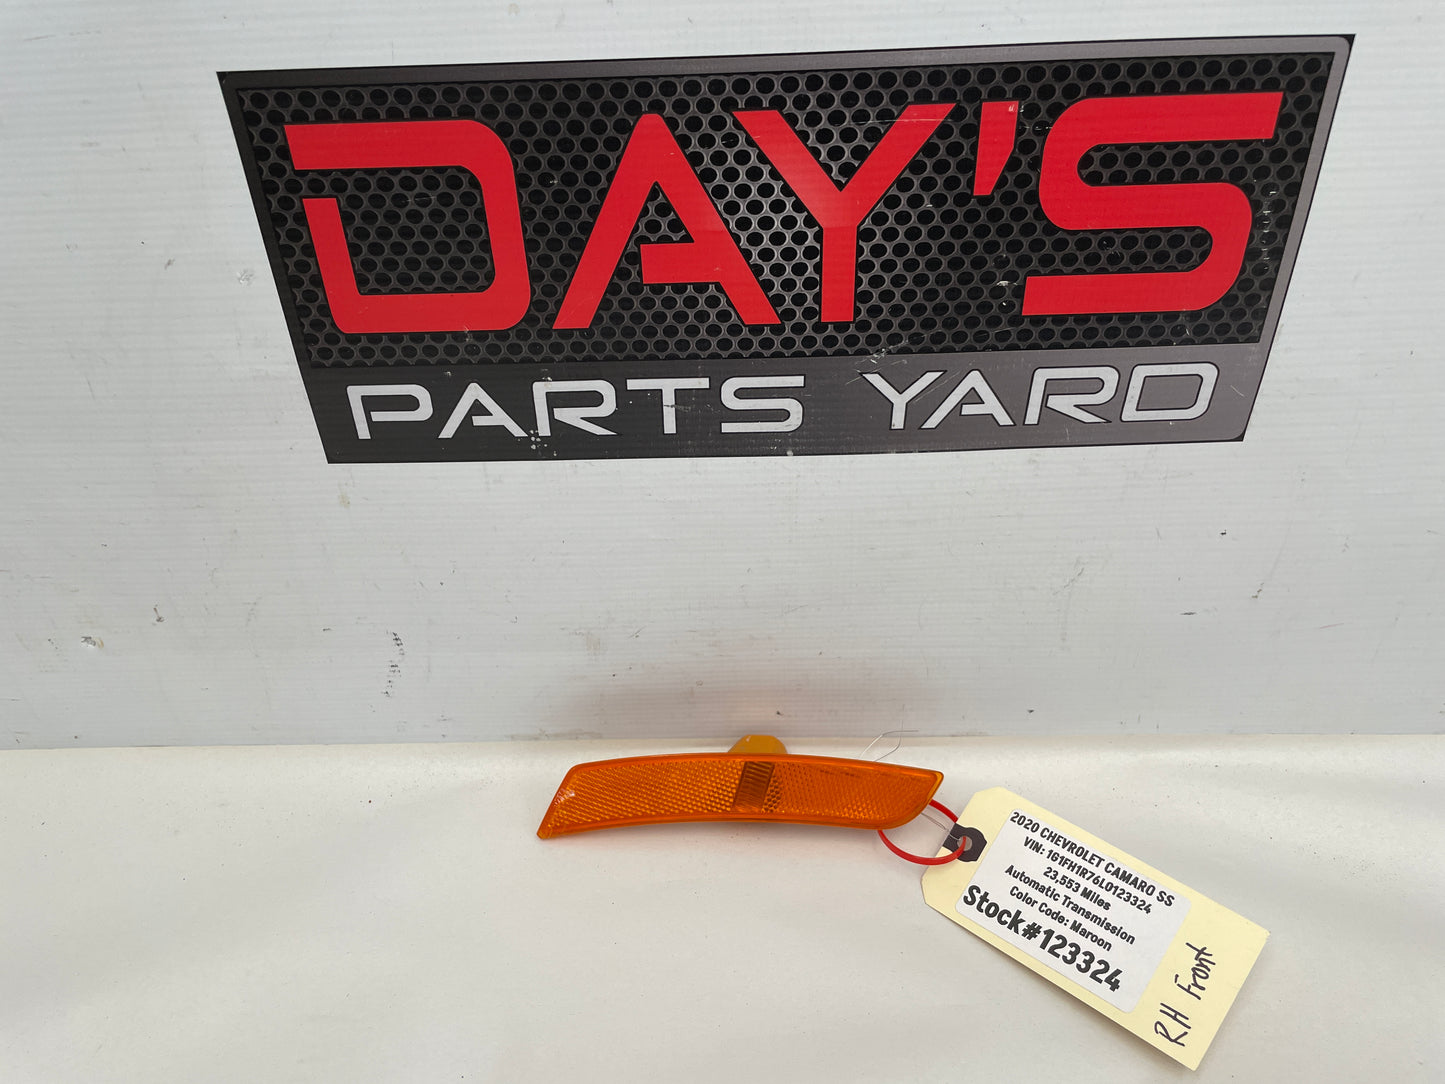 DAY'S
PARTS YARD
2020 CHEVROLET CAMARO SS
VIN: 1G1FH1R76L0123324
23,553 Miles
Automatic Transmission
Color Code: Maroon
Stock#123324
RH Front